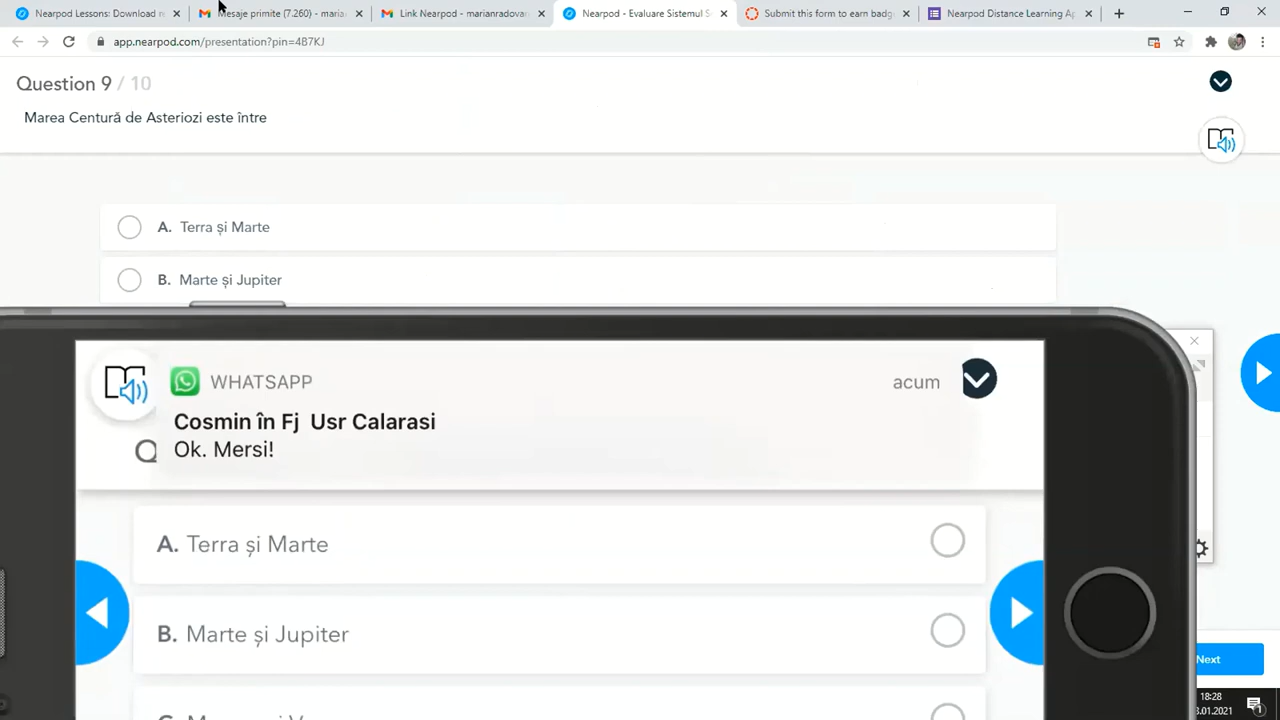 Nearpod Lessons: Download r
Mesaje primite (7.260) - maria
Link Nearpod - marianradovan
Nearpod - Evaluare Sistemul S
Submit this form to earn badg
Nearpod Distance Learning Ap
app.nearpod.com/presentation?pin=4B7KJ
Question 9 / 10
Marea Centură de Asteriozi este între
A. Terra și Marte
B. Marte și Jupiter
WHATSAPP
acum
Cosmin în Fj Usr Calarasi
Ok. Mersi!
A. Terra și Marte
B. Marte și Jupiter
Next
18:28
.01.2021